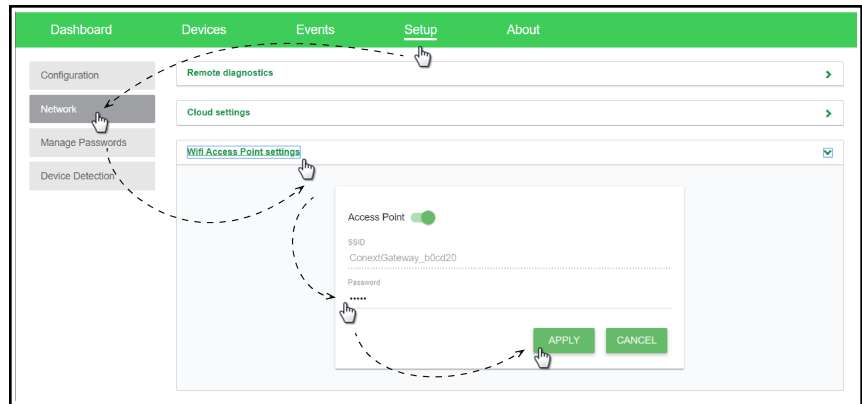 Dashboard Devices Events Setup About
Configuration
Network
Manage Passwords
Device Detection
Remote diagnostics
Cloud settings
Wifi Access Point settings
Access Point
SSID
ConextGateway_b0cd20
Password
•••••
APPLY CANCEL